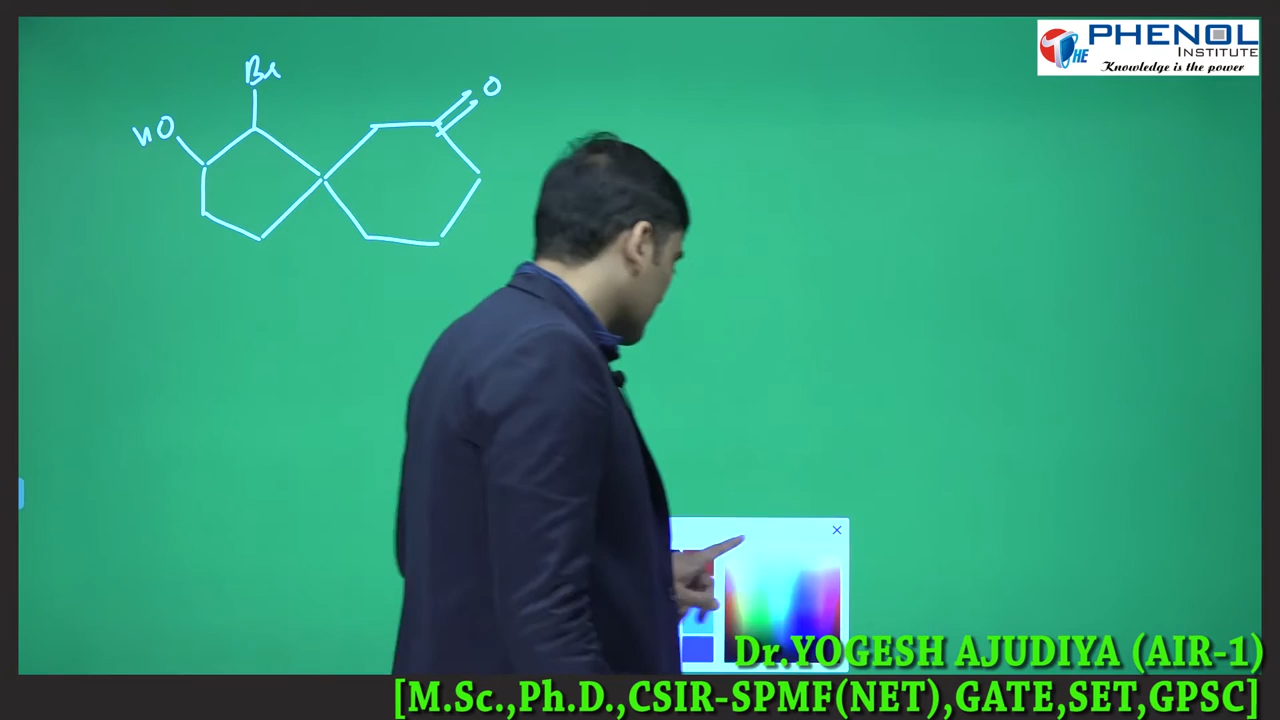 PHENOL
INSTITUTE
THE
Knowledge is the power
Br
HO
O
Dr.YOGESH AJUDIYA (AIR-1)
[M.Sc.,Ph.D.,CSIR-SPMF(NET),GATE,SET,GPSC]